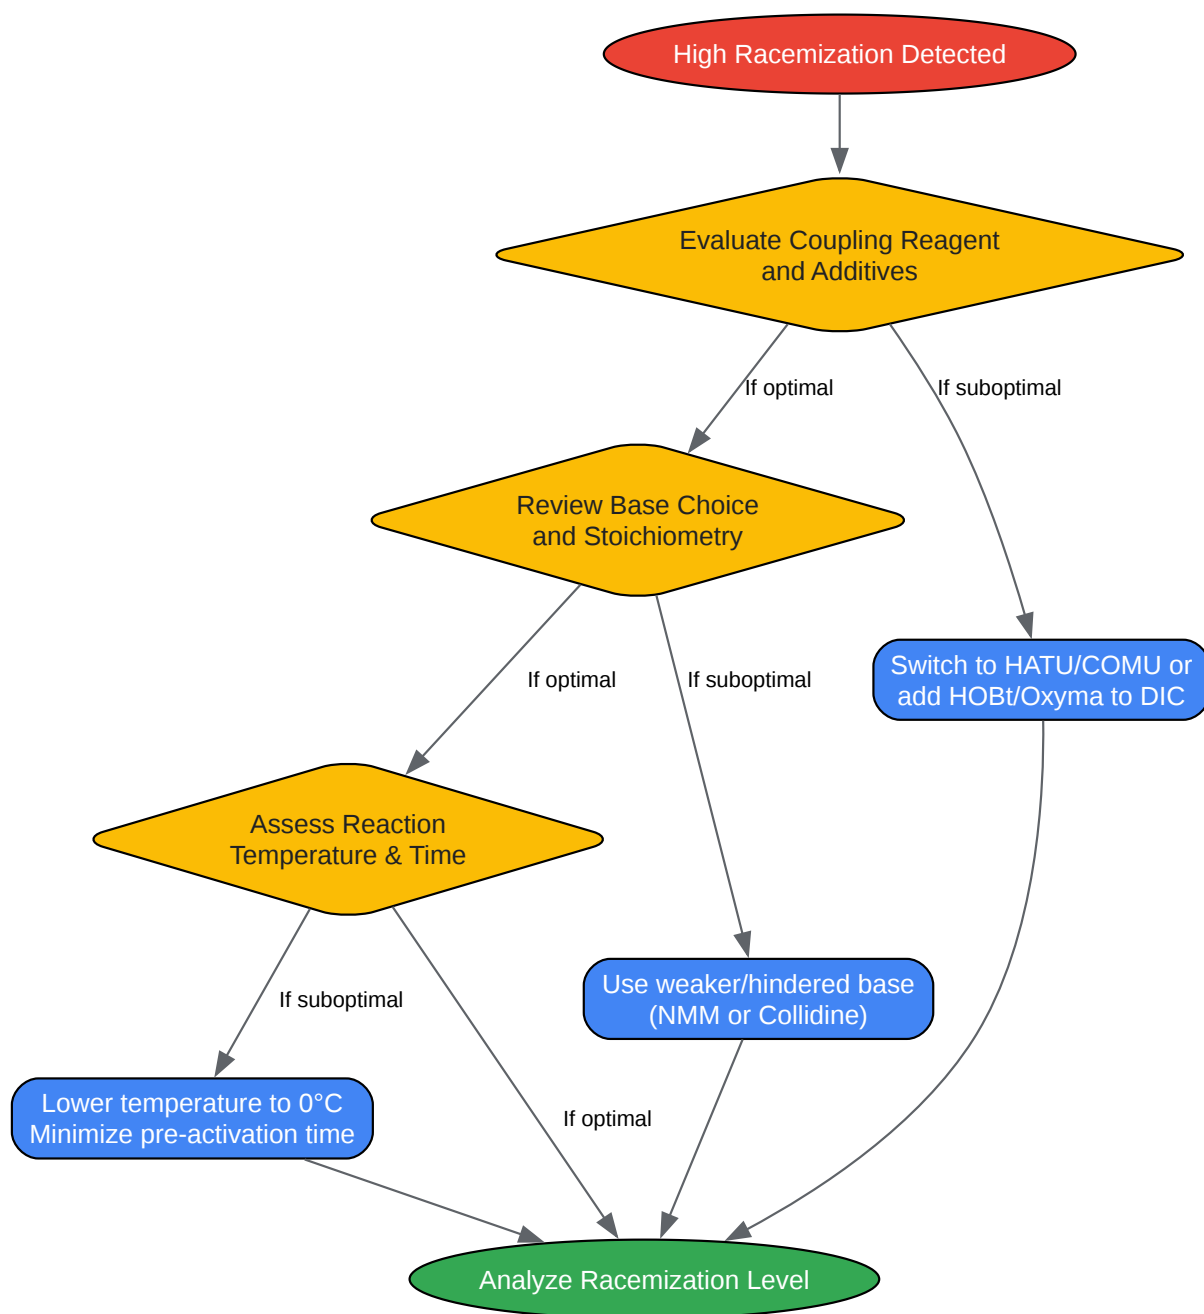 High Racemization Detected
Evaluate Coupling Reagent
and Additives
If optimal
If suboptimal
Review Base Choice
and Stoichiometry
If optimal
If suboptimal
Switch to HATU/COMU or
add HOBt/Oxyma to DIC
Assess Reaction
Temperature & Time
If suboptimal
If optimal
Use weaker/hindered base
(NMM or Collidine)
Lower temperature to 0°C
Minimize pre-activation time
Analyze Racemization Level